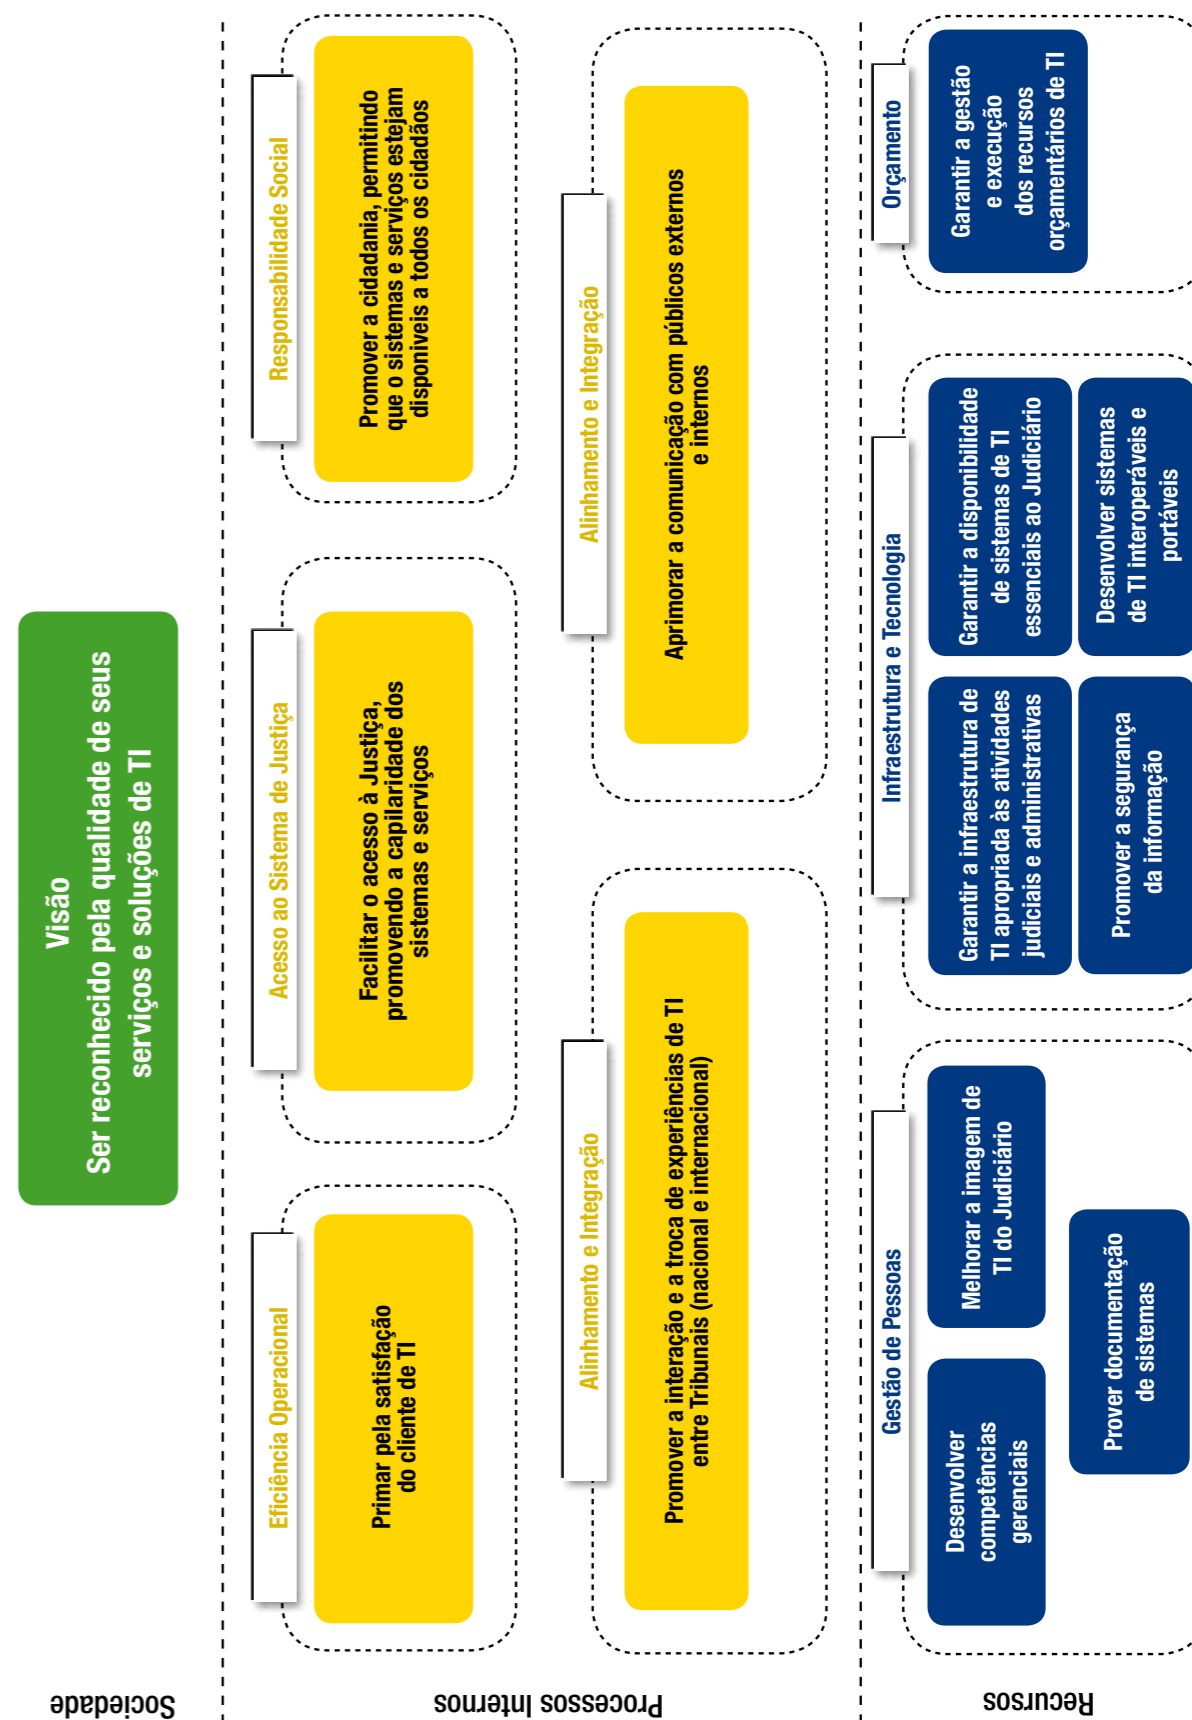 Sociedade
Visão
Ser reconhecido pela qualidade de seus
serviços e soluções de TI
Processos Internos
Eficiência Operacional
Primar pela satisfação
do cliente de TI
Acesso ao Sistema de Justiça
Facilitar o acesso à Justiça,
promovendo a capilaridade dos
sistemas e serviços
Responsabilidade Social
Promover a cidadania, permitindo
que o sistemas e serviços estejam
disponiveis a todos os cidadãos
Alinhamento e Integração
Promover a interação e a troca de experiências de TI
entre Tribunais (nacional e internacional)
Alinhamento e Integração
Aprimorar a comunicação com públicos externos
e internos
Recursos
Gestão de Pessoas
Desenvolver
competências
gerenciais
Melhorar a imagem de
TI do Judiciário
Prover documentação
de sistemas
Infraestrutura e Tecnologia
Garantir a infraestrutura de
TI apropriada às atividades
judiciais e administrativas
Garantir a disponibilidade
de sistemas de TI
essenciais ao Judiciário
Promover a segurança
da informação
Desenvolver sistemas
de TI interoperáveis e
portáveis
Orçamento
Garantir a gestão
e execução
dos recursos
orçamentários de TI